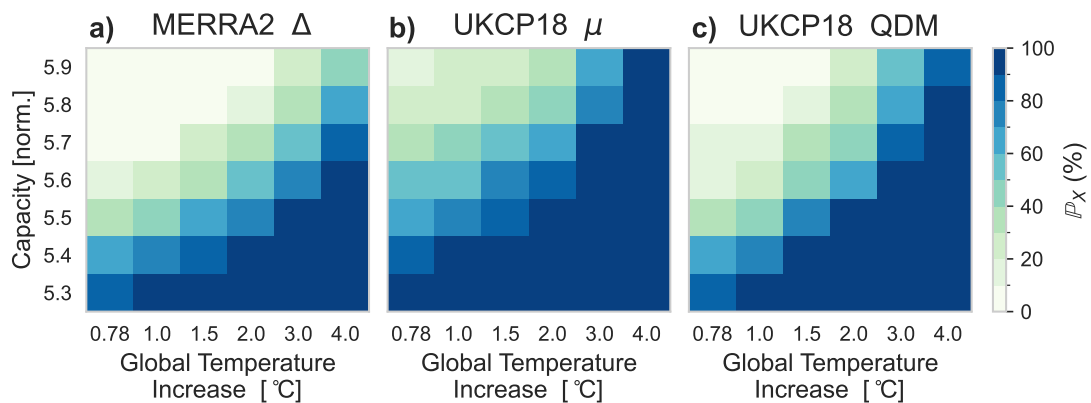 a) MERRA2 Δ
b) UKCP18 μ
c) UKCP18 QDM
Capacity [norm.]
5.9
5.8
5.7
5.6
5.5
5.4
5.3
0.78 1.0 1.5 2.0 3.0 4.0
Global Temperature
Increase [°C]
0.78 1.0 1.5 2.0 3.0 4.0
Global Temperature
Increase [°C]
0.78 1.0 1.5 2.0 3.0 4.0
Global Temperature
Increase [°C]
100
80
60
40
20
0
ℙX (%)